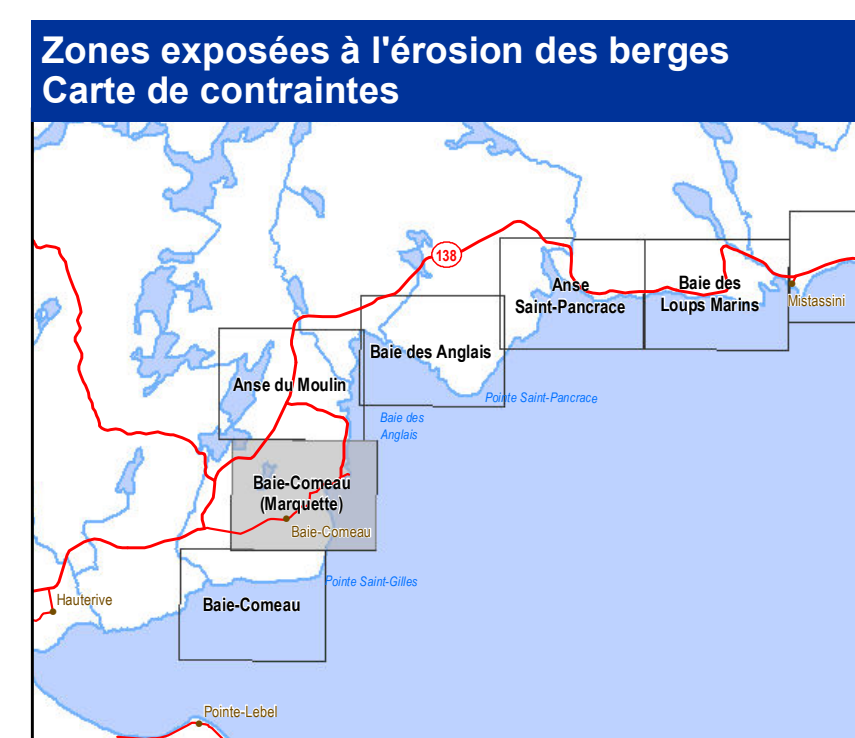 Zones exposées à l'érosion des berges
Carte de contraintes
138
Anse
Saint-Pancrace
Baie des
Loups Marins
Mistassini
Baie des Anglais
Anse du Moulin
Pointe Saint-Pancrace
Baie des
Anglais
Baie-Comeau
(Marquette)
Baie-Comeau
Pointe Saint-Gilles
Hauterive
Baie-Comeau
Pointe-Lebel